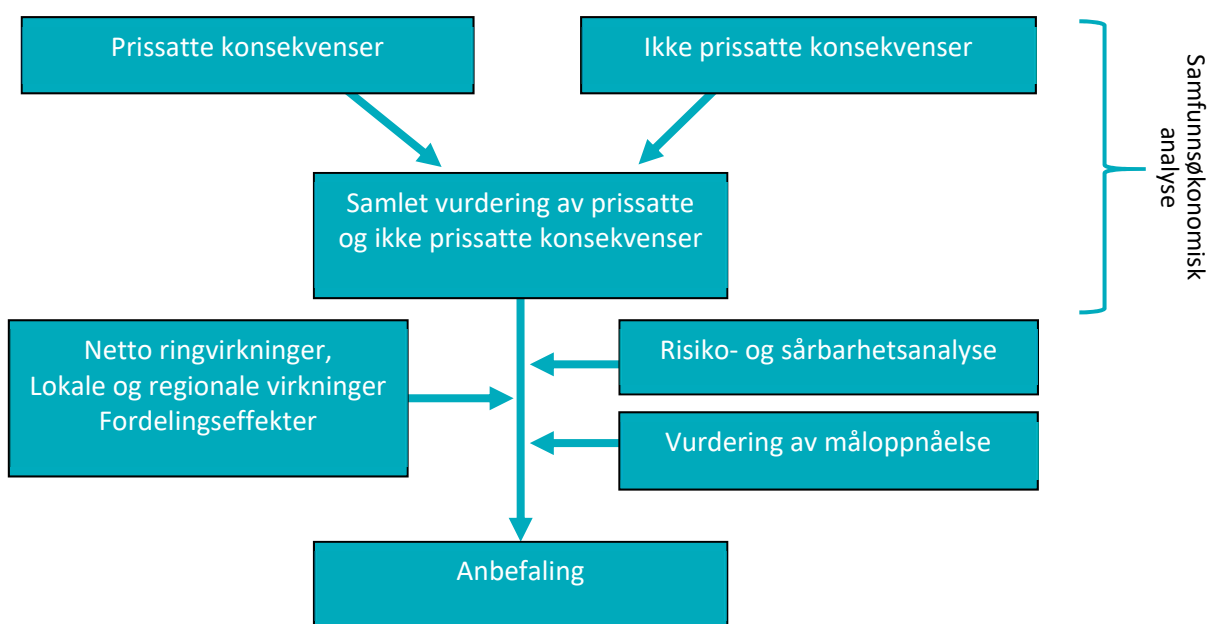 Prissatte konsekvenser
Ikke prissatte konsekvenser
Samfunnsøkonomisk
analyse
Samlet vurdering av prissatte
og ikke prissatte konsekvenser
Netto ringvirkninger,
Lokale og regionale virkninger
Fordelingseffekter
Risiko- og sårbarhetsanalyse
Vurdering av måloppnåelse
Anbefaling